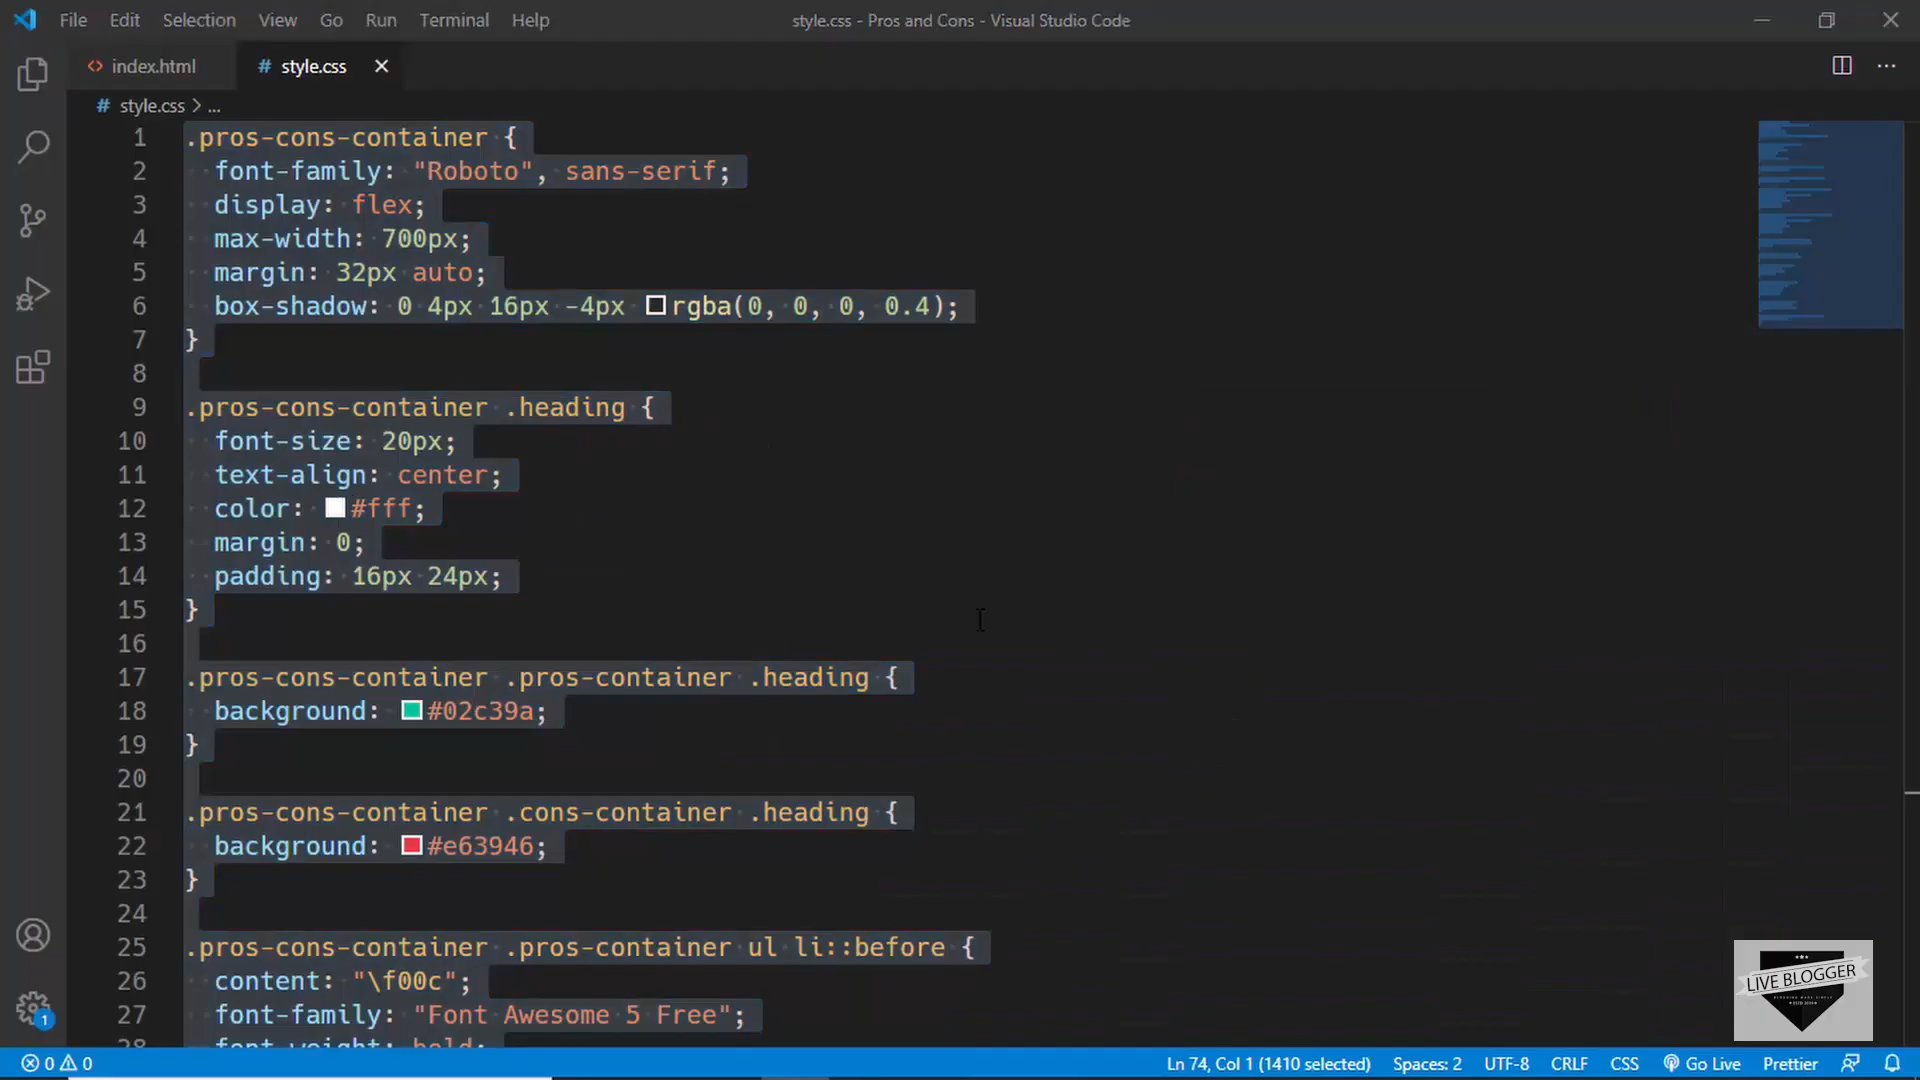 File Edit Selection View Go Run Terminal Help
style.css - Pros and Cons - Visual Studio Code
<> index.html
# style.css
# style.css > ...
1 .pros-cons-container {
2 font-family: "Roboto", sans-serif;
3 display: flex;
4 max-width: 700px;
5 margin: 32px auto;
6 box-shadow: 0 4px 16px -4px rgba(0, 0, 0, 0.4);
7 }
8
9 .pros-cons-container .heading {
10 font-size: 20px;
11 text-align: center;
12 color: #fff;
13 margin: 0;
14 padding: 16px 24px;
15 }
16
17 .pros-cons-container .pros-container .heading {
18 background: #02c39a;
19 }
20
21 .pros-cons-container .cons-container .heading {
22 background: #e63946;
23 }
24
25 .pros-cons-container .pros-container ul li::before {
26 content: "\f00c";
27 font-family: "Font Awesome 5 Free";
28 font-weight: bold;
1
LIVE BLOGGER
0 0
Ln 74, Col 1 (1410 selected) Spaces: 2 UTF-8 CRLF CSS Go Live Prettier